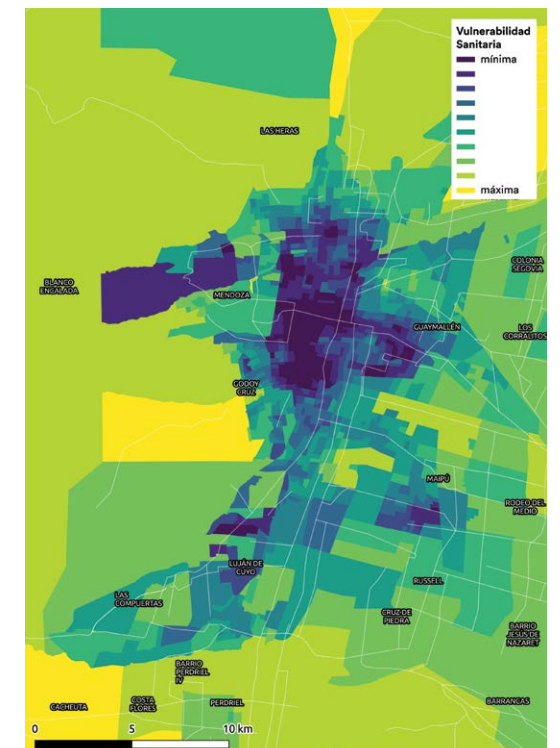 Vulnerabilidad
Sanitaria
mínima
máxima
LAS HERAS
BLANCO
ENCALADA
MENDOZA
COLONIA
SEGOVIA
GUAYMALLÉN
LOS
CORRALITOS
GODOY
CRUZ
MAIPÚ
RODEO DEL
MEDIO
LUJÁN DE
CUYO
RUSSELL
LAS
COMPUERTAS
CRUZ DE
PIEDRA
BARRIO
JESÚS DE
NAZARET
BARRIO
PERDRIEL
IV
CACHEUTA
COSTA
FLORES
PERDRIEL
BARRANCAS
0 5 10 km